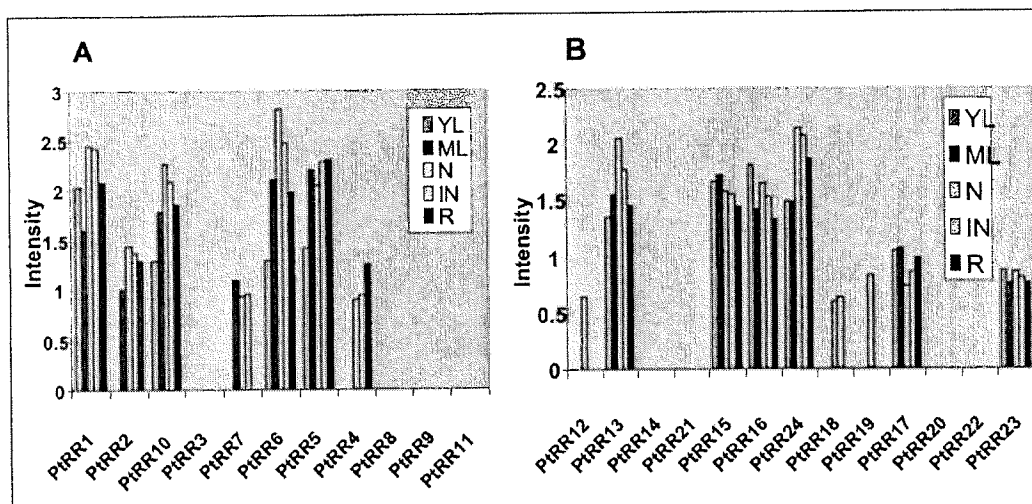 A
3
2.5
2
1.5
1
0.5
0
Intensity
YL
ML
N
IN
R
PtRR1
PtRR2
PtRR10
PtRR3
PtRR7
PtRR6
PtRR5
PtRR4
PtRR8
PtRR9
PtRR11
B
2.5
2
1.5
1
0.5
0
Intensity
YL
ML
N
IN
R
PtRR12
PtRR13
PtRR14
PtRR21
PtRR15
PtRR16
PtRR24
PtRR18
PtRR19
PtRR17
PtRR20
PtRR22
PtRR23